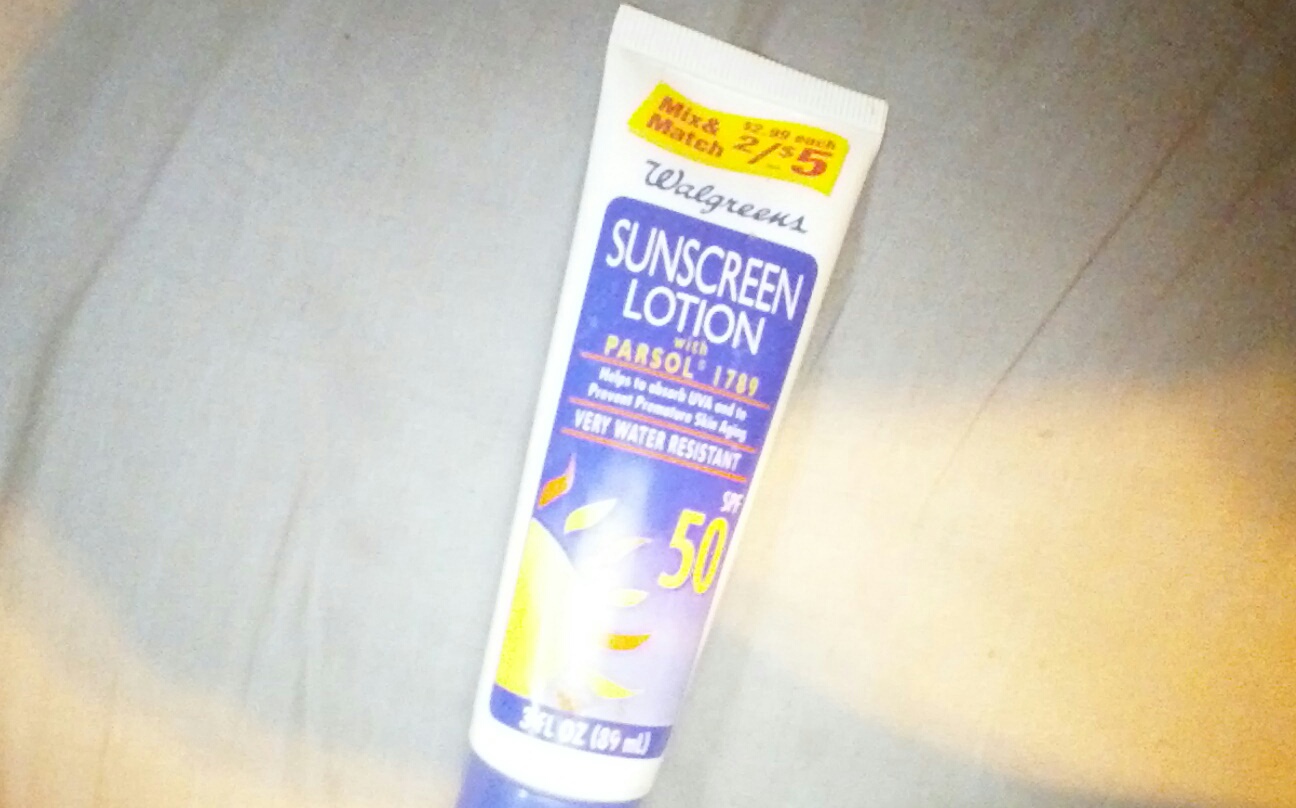 Mix&
Match
$2.99 each
2/$5
Walgreens
SUNSCREEN
LOTION
with
PARSOL® 1789
Helps to absorb UVA and to
Prevent Premature Skin Aging
VERY WATER RESISTANT
SPF
50
3 FL OZ (89 mL)